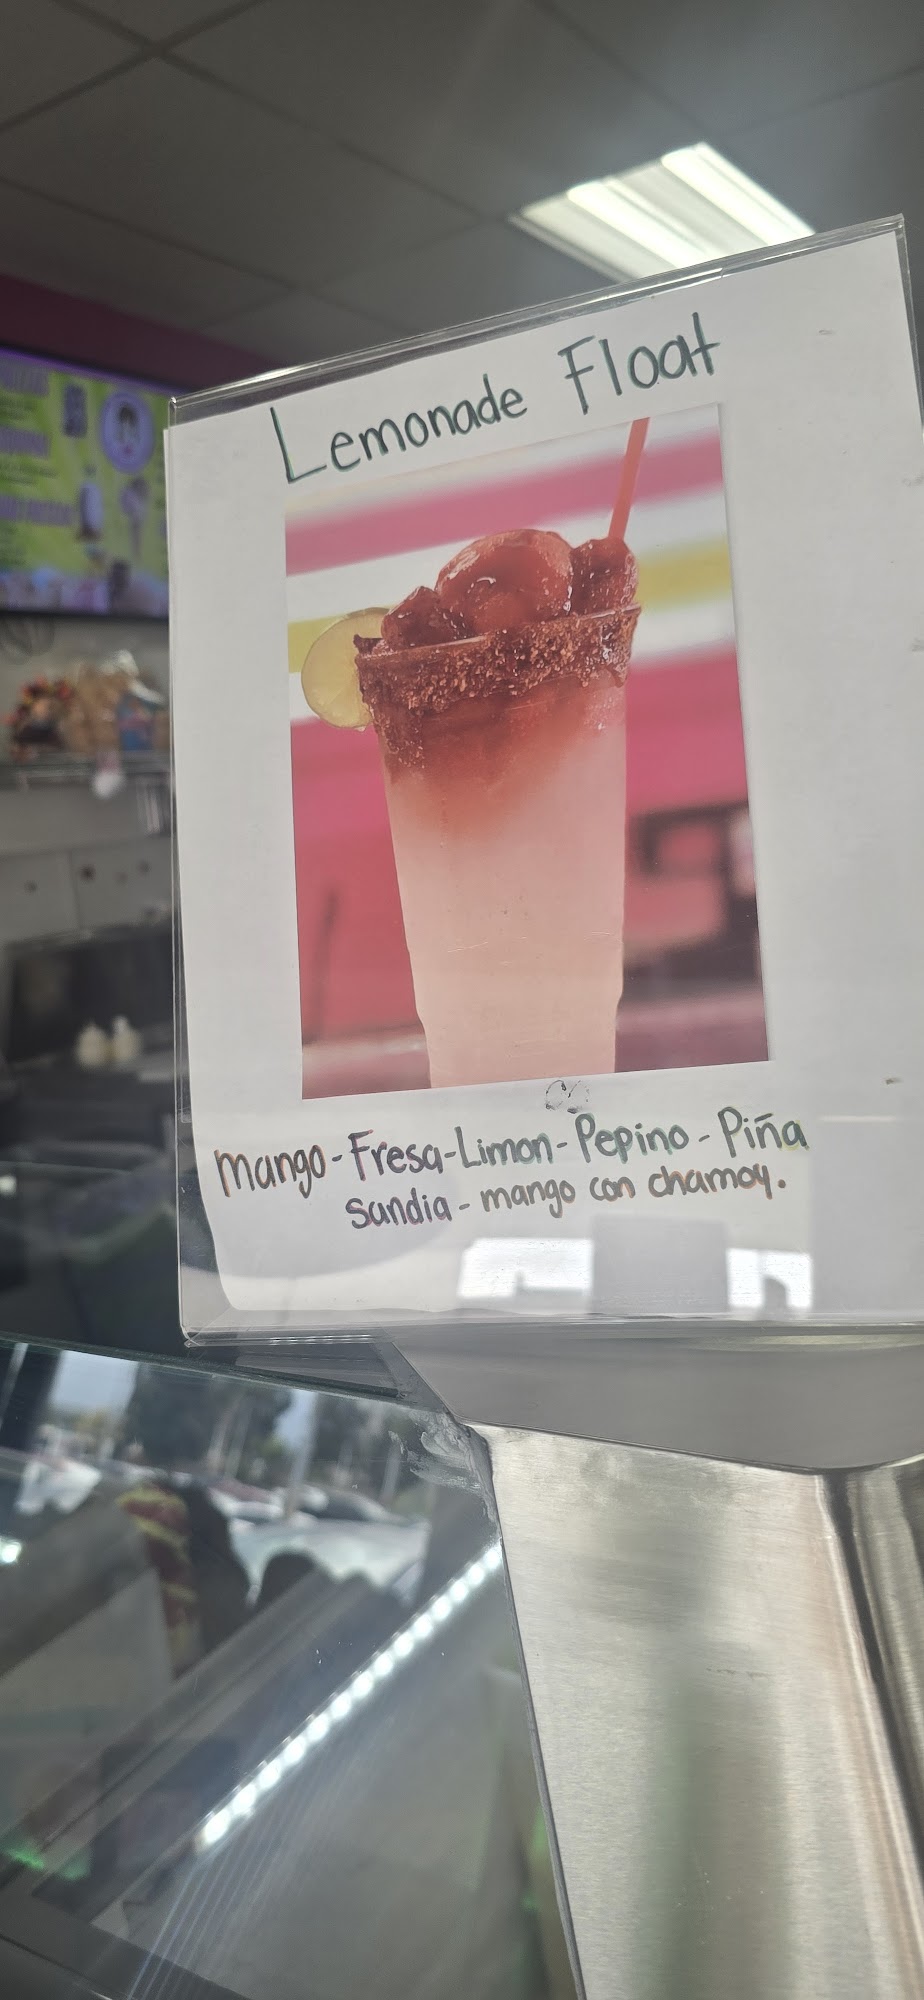 Lemonade Float
Mango-Fresa-Limon-Pepino-Piña
Sandia-mango con chamoy.